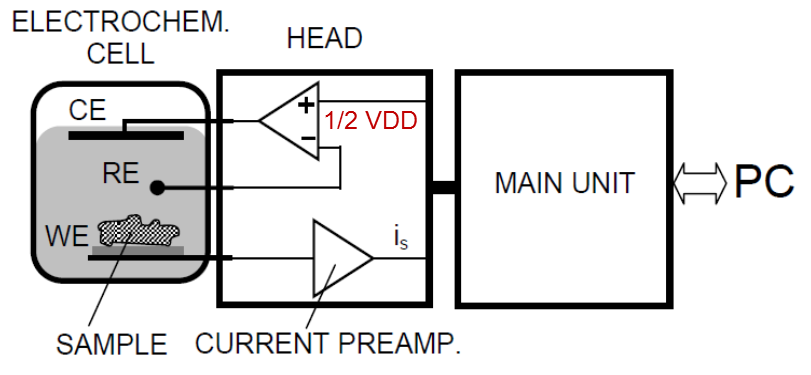 ELECTROCHEM.
CELL
HEAD
CE
+
1/2 VDD
−
RE
MAIN UNIT
PC
WE
is
SAMPLE
CURRENT PREAMP.